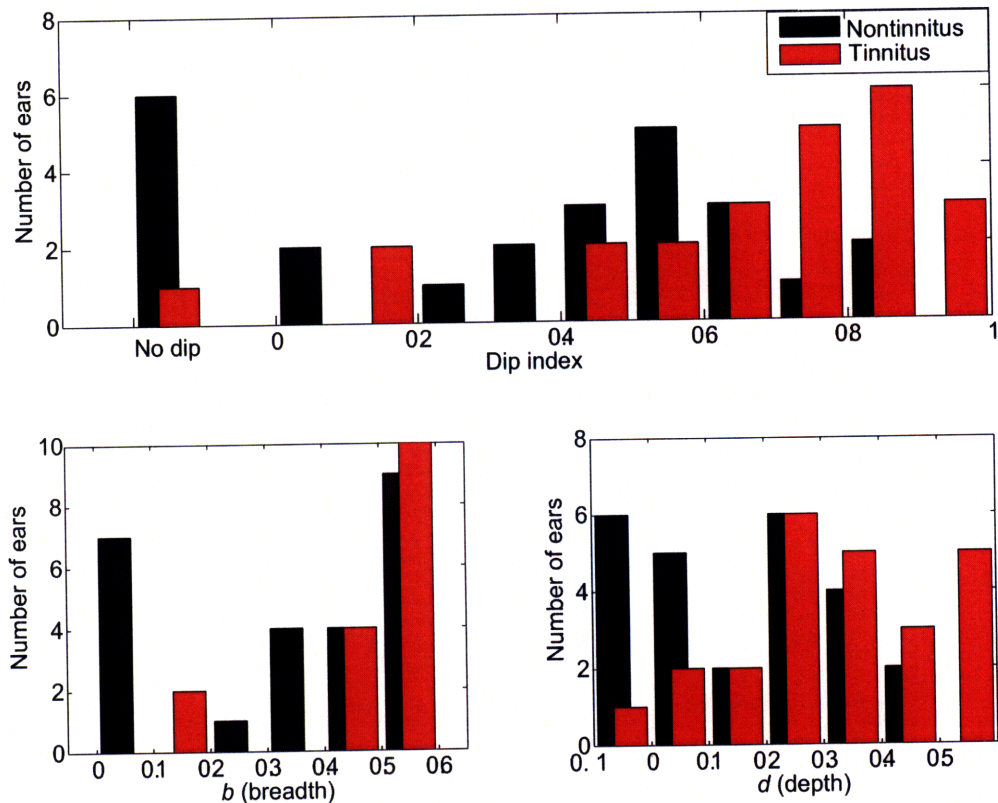 8
6
4
2
0
Number of ears
Nontinnitus
Tinnitus
No dip 0 02 04 06 08 1
Dip index
10
8
6
4
2
0
Number of ears
0 0.1 02 03 04 05 06
b (breadth)
8
6
4
2
0
Number of ears
0.1 0 0.1 02 03 04 05
d (depth)